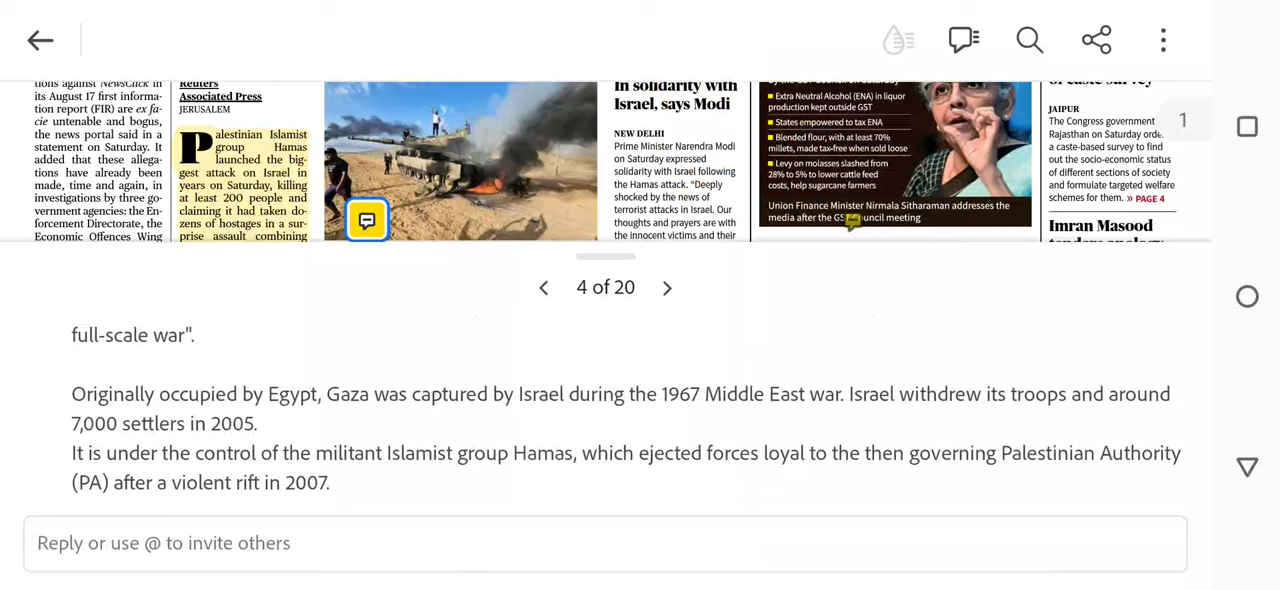 tions against NewsClick in
its August 17 first informa-
tion report (FIR) are ex fa-
cie untenable and bogus,
the news portal said in a
statement on Saturday. It
added that these allega-
tions have already been
made, time and again, in
investigations by three go-
vernment agencies: the En-
forcement Directorate, the
Economic Offences Wing
Reuters
Associated Press
JERUSALEM
Palestinian Islamist
group Hamas
launched the big-
gest attack on Israel in
years on Saturday, killing
at least 200 people and
claiming it had taken do-
zens of hostages in a sur-
prise assault combining
In solidarity with
Israel, says Modi
NEW DELHI
Prime Minister Narendra Modi
on Saturday expressed
solidarity with Israel following
the Hamas attack. “Deeply
shocked by the news of
terrorist attacks in Israel. Our
thoughts and prayers are with
the innocent victims and their
Extra Neutral Alcohol (ENA) in liquor
production kept outside GST
States empowered to tax ENA
Blended flour, with at least 70%
millets, made tax-free when sold loose
Levy on molasses slashed from
28% to 5% to lower cattle feed
costs, help sugarcane farmers
Union Finance Minister Nirmala Sitharaman addresses the
media after the GST Council meeting
of caste survey
JAIPUR
The Congress government
Rajasthan on Saturday orde
a caste-based survey to find
out the socio-economic status
of different sections of society
and formulate targeted welfare
schemes for them. » PAGE 4
Imran Masood
1
4 of 20
full-scale war".
Originally occupied by Egypt, Gaza was captured by Israel during the 1967 Middle East war. Israel withdrew its troops and around
7,000 settlers in 2005.
It is under the control of the militant Islamist group Hamas, which ejected forces loyal to the then governing Palestinian Authority
(PA) after a violent rift in 2007.
Reply or use @ to invite others